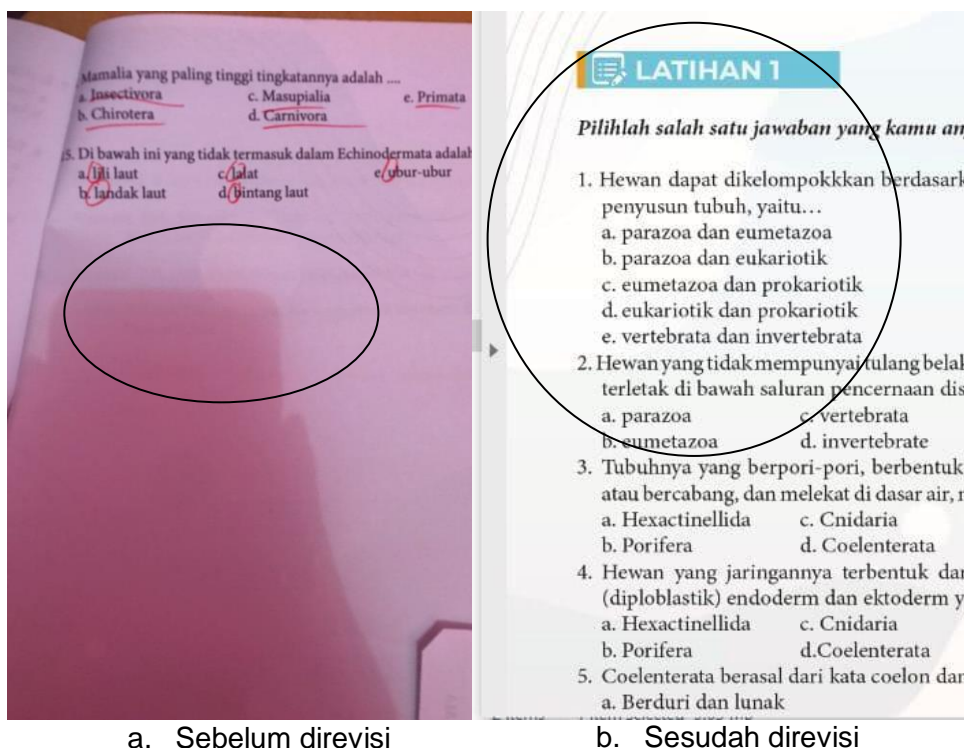 Mamalia yang paling tinggi tingkatannya adalah ....
a. Insectivora c. Masupialia e. Primata
b. Chirotera d. Carnivora
5. Di bawah ini yang tidak termasuk dalam Echinodermata adalah
a. lili laut c. lalat e. ubur-ubur
b. landak laut d. bintang laut
a. Sebelum direvisi
LATIHAN 1
Pilihlah salah satu jawaban yang kamu an
1. Hewan dapat dikelompokkkan berdasark
penyusun tubuh, yaitu…
a. parazoa dan eumetazoa
b. parazoa dan eukariotik
c. eumetazoa dan prokariotik
d. eukariotik dan prokariotik
e. vertebrata dan invertebrata
2. Hewan yang tidak mempunyai tulang belak
terletak di bawah saluran pencernaan dis
a. parazoa c. vertebrata
b. eumetazoa d. invertebrate
3. Tubuhnya yang berpori-pori, berbentuk
atau bercabang, dan melekat di dasar air, r
a. Hexactinellida c. Cnidaria
b. Porifera d. Coelenterata
4. Hewan yang jaringannya terbentuk dar
(diploblastik) endoderm dan ektoderm y
a. Hexactinellida c. Cnidaria
b. Porifera d.Coelenterata
5. Coelenterata berasal dari kata coelon dan
a. Berduri dan lunak
b. Sesudah direvisi